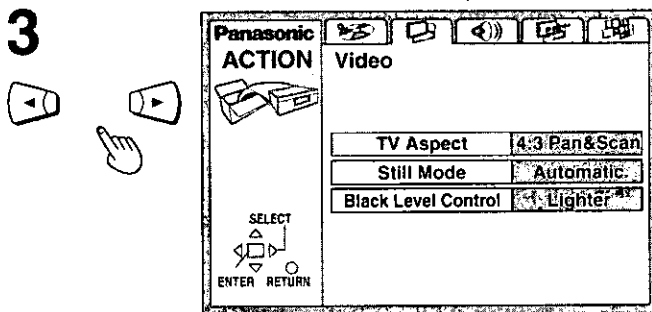 3
Panasonic
ACTION
Video
TV Aspect 4:3 Pan&Scan
Still Mode Automatic
Black Level Control Lighter
SELECT
ENTER RETURN